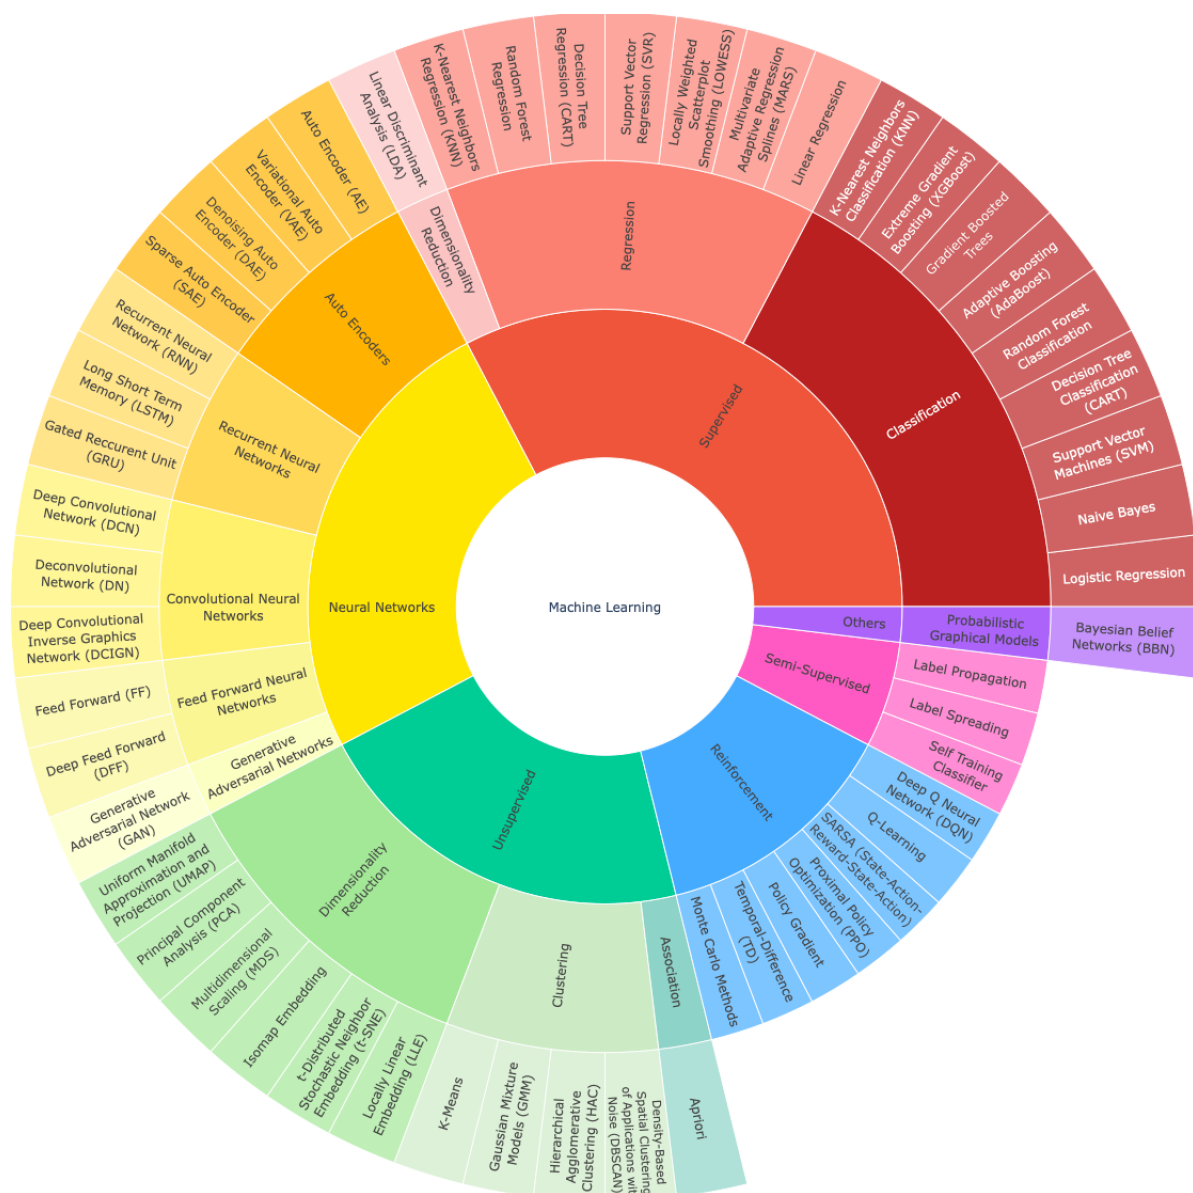 Machine Learning
Supervised
Dimensionality
Reduction
Linear Discriminant
Analysis (LDA)
Regression
K-Nearest Neighbors
Regression (KNN)
Random Forest
Regression
Decision Tree
Regression (CART)
Support Vector
Regression (SVR)
Locally Weighted
Scatterplot
Smoothing (LOWESS)
Multivariate
Adaptive Regression
Splines (MARS)
Linear Regression
Classification
K-Nearest Neighbors
Classification (KNN)
Extreme Gradient
Boosting (XGBoost)
Gradient Boosted
Trees
Adaptive Boosting
(AdaBoost)
Random Forest
Classification
Decision Tree
Classification
(CART)
Support Vector
Machines (SVM)
Naive Bayes
Logistic Regression
Others
Probabilistic
Graphical Models
Bayesian Belief
Networks (BBN)
Semi-Supervised
Label Propagation
Label Spreading
Self Training
Classifier
Reinforcement
Deep Q Neural
Network (DQN)
Q-Learning
SARSA (State-Action-
Reward-State-Action)
Proximal Policy
Optimization (PPO)
Policy Gradient
Temporal-Difference
(TD)
Monte Carlo Methods
Unsupervised
Association
Apriori
Clustering
Density-Based
Spatial Clustering
of Applications wit
Noise (DBSCAN)
Hierarchical
Agglomerative
Clustering (HAC)
Gaussian Mixture
Models (GMM)
K-Means
Dimensionality
Reduction
Locally Linear
Embedding (LLE)
t-Distributed
Stochastic Neighbor
Embedding (t-SNE)
Isomap Embedding
Multidimensional
Scaling (MDS)
Principal Component
Analysis (PCA)
Uniform Manifold
Approximation and
Projection (UMAP)
Neural Networks
Generative
Adversarial Networks
Generative
Adversarial Network
(GAN)
Feed Forward Neural
Networks
Deep Feed Forward
(DFF)
Feed Forward (FF)
Convolutional Neural
Networks
Deep Convolutional
Inverse Graphics
Network (DCIGN)
Deconvolutional
Network (DN)
Deep Convolutional
Network (DCN)
Recurrent Neural
Networks
Gated Reccurent Unit
(GRU)
Long Short Term
Memory (LSTM)
Recurrent Neural
Network (RNN)
Auto Encoders
Sparse Auto Encoder
(SAE)
Denoising Auto
Encoder (DAE)
Variational Auto
Encoder (VAE)
Auto Encoder (AE)